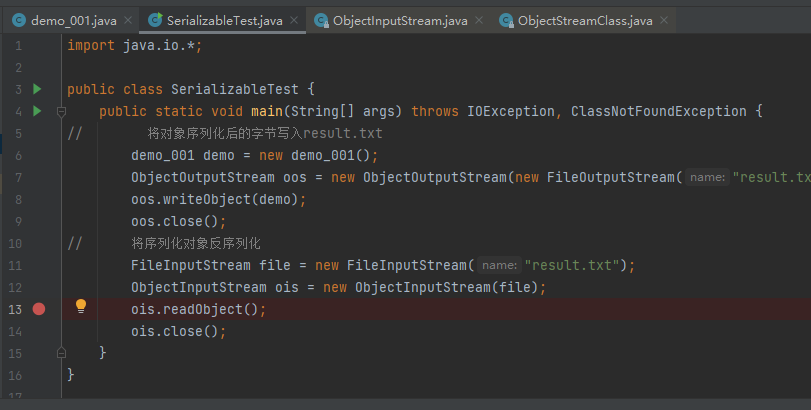 demo_001.java SerializableTest.java ObjectInputStream.java ObjectStreamClass.java
1 import java.io.*;
2
3 public class SerializableTest {
4 public static void main(String[] args) throws IOException, ClassNotFoundException {
5 // 将对象序列化后的字节写入result.txt
6 demo_001 demo = new demo_001();
7 ObjectOutputStream oos = new ObjectOutputStream(new FileOutputStream( name: "result.tx
8 oos.writeObject(demo);
9 oos.close();
10 // 将序列化对象反序列化
11 FileInputStream file = new FileInputStream( name: "result.txt");
12 ObjectInputStream ois = new ObjectInputStream(file);
13 ois.readObject();
14 ois.close();
15 }
16 }
17